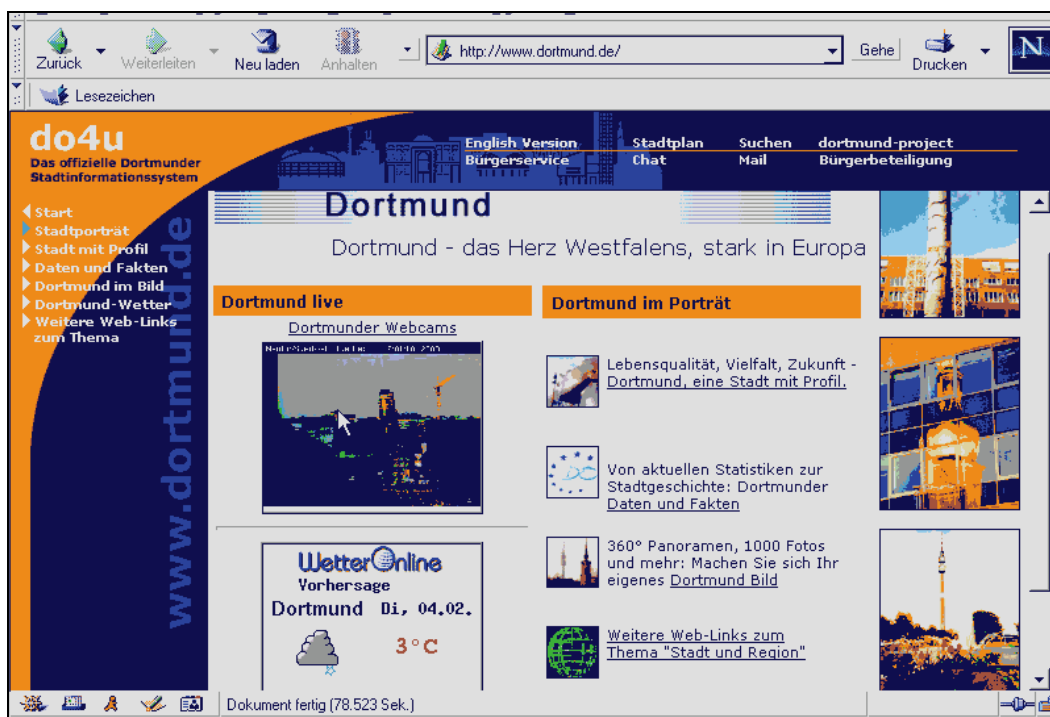 Zurück
Weiterleiten
Neu laden
Anhalten
http://www.dortmund.de/
Gehe
Drucken
N
Lesezeichen
do4u
Das offizielle Dortmunder
Stadtinformationssystem
English Version Stadtplan Suchen dortmund-project
Bürgerservice Chat Mail Bürgerbeteiligung
Start
Stadtporträt
Stadt mit Profil
Daten und Fakten
Dortmund im Bild
Dortmund-Wetter
Weitere Web-Links
zum Thema
www.dortmund.de
Dortmund
Dortmund - das Herz Westfalens, stark in Europa
Dortmund live
Dortmunder Webcams
WetterOnline
Vorhersage
Dortmund Di, 04.02.
3°C
Dortmund im Porträt
Lebensqualität, Vielfalt, Zukunft -
Dortmund, eine Stadt mit Profil.
Von aktuellen Statistiken zur
Stadtgeschichte: Dortmunder
Daten und Fakten
360° Panoramen, 1000 Fotos
und mehr: Machen Sie sich Ihr
eigenes Dortmund Bild
Weitere Web-Links zum
Thema "Stadt und Region"
Dokument fertig (78.523 Sek.)